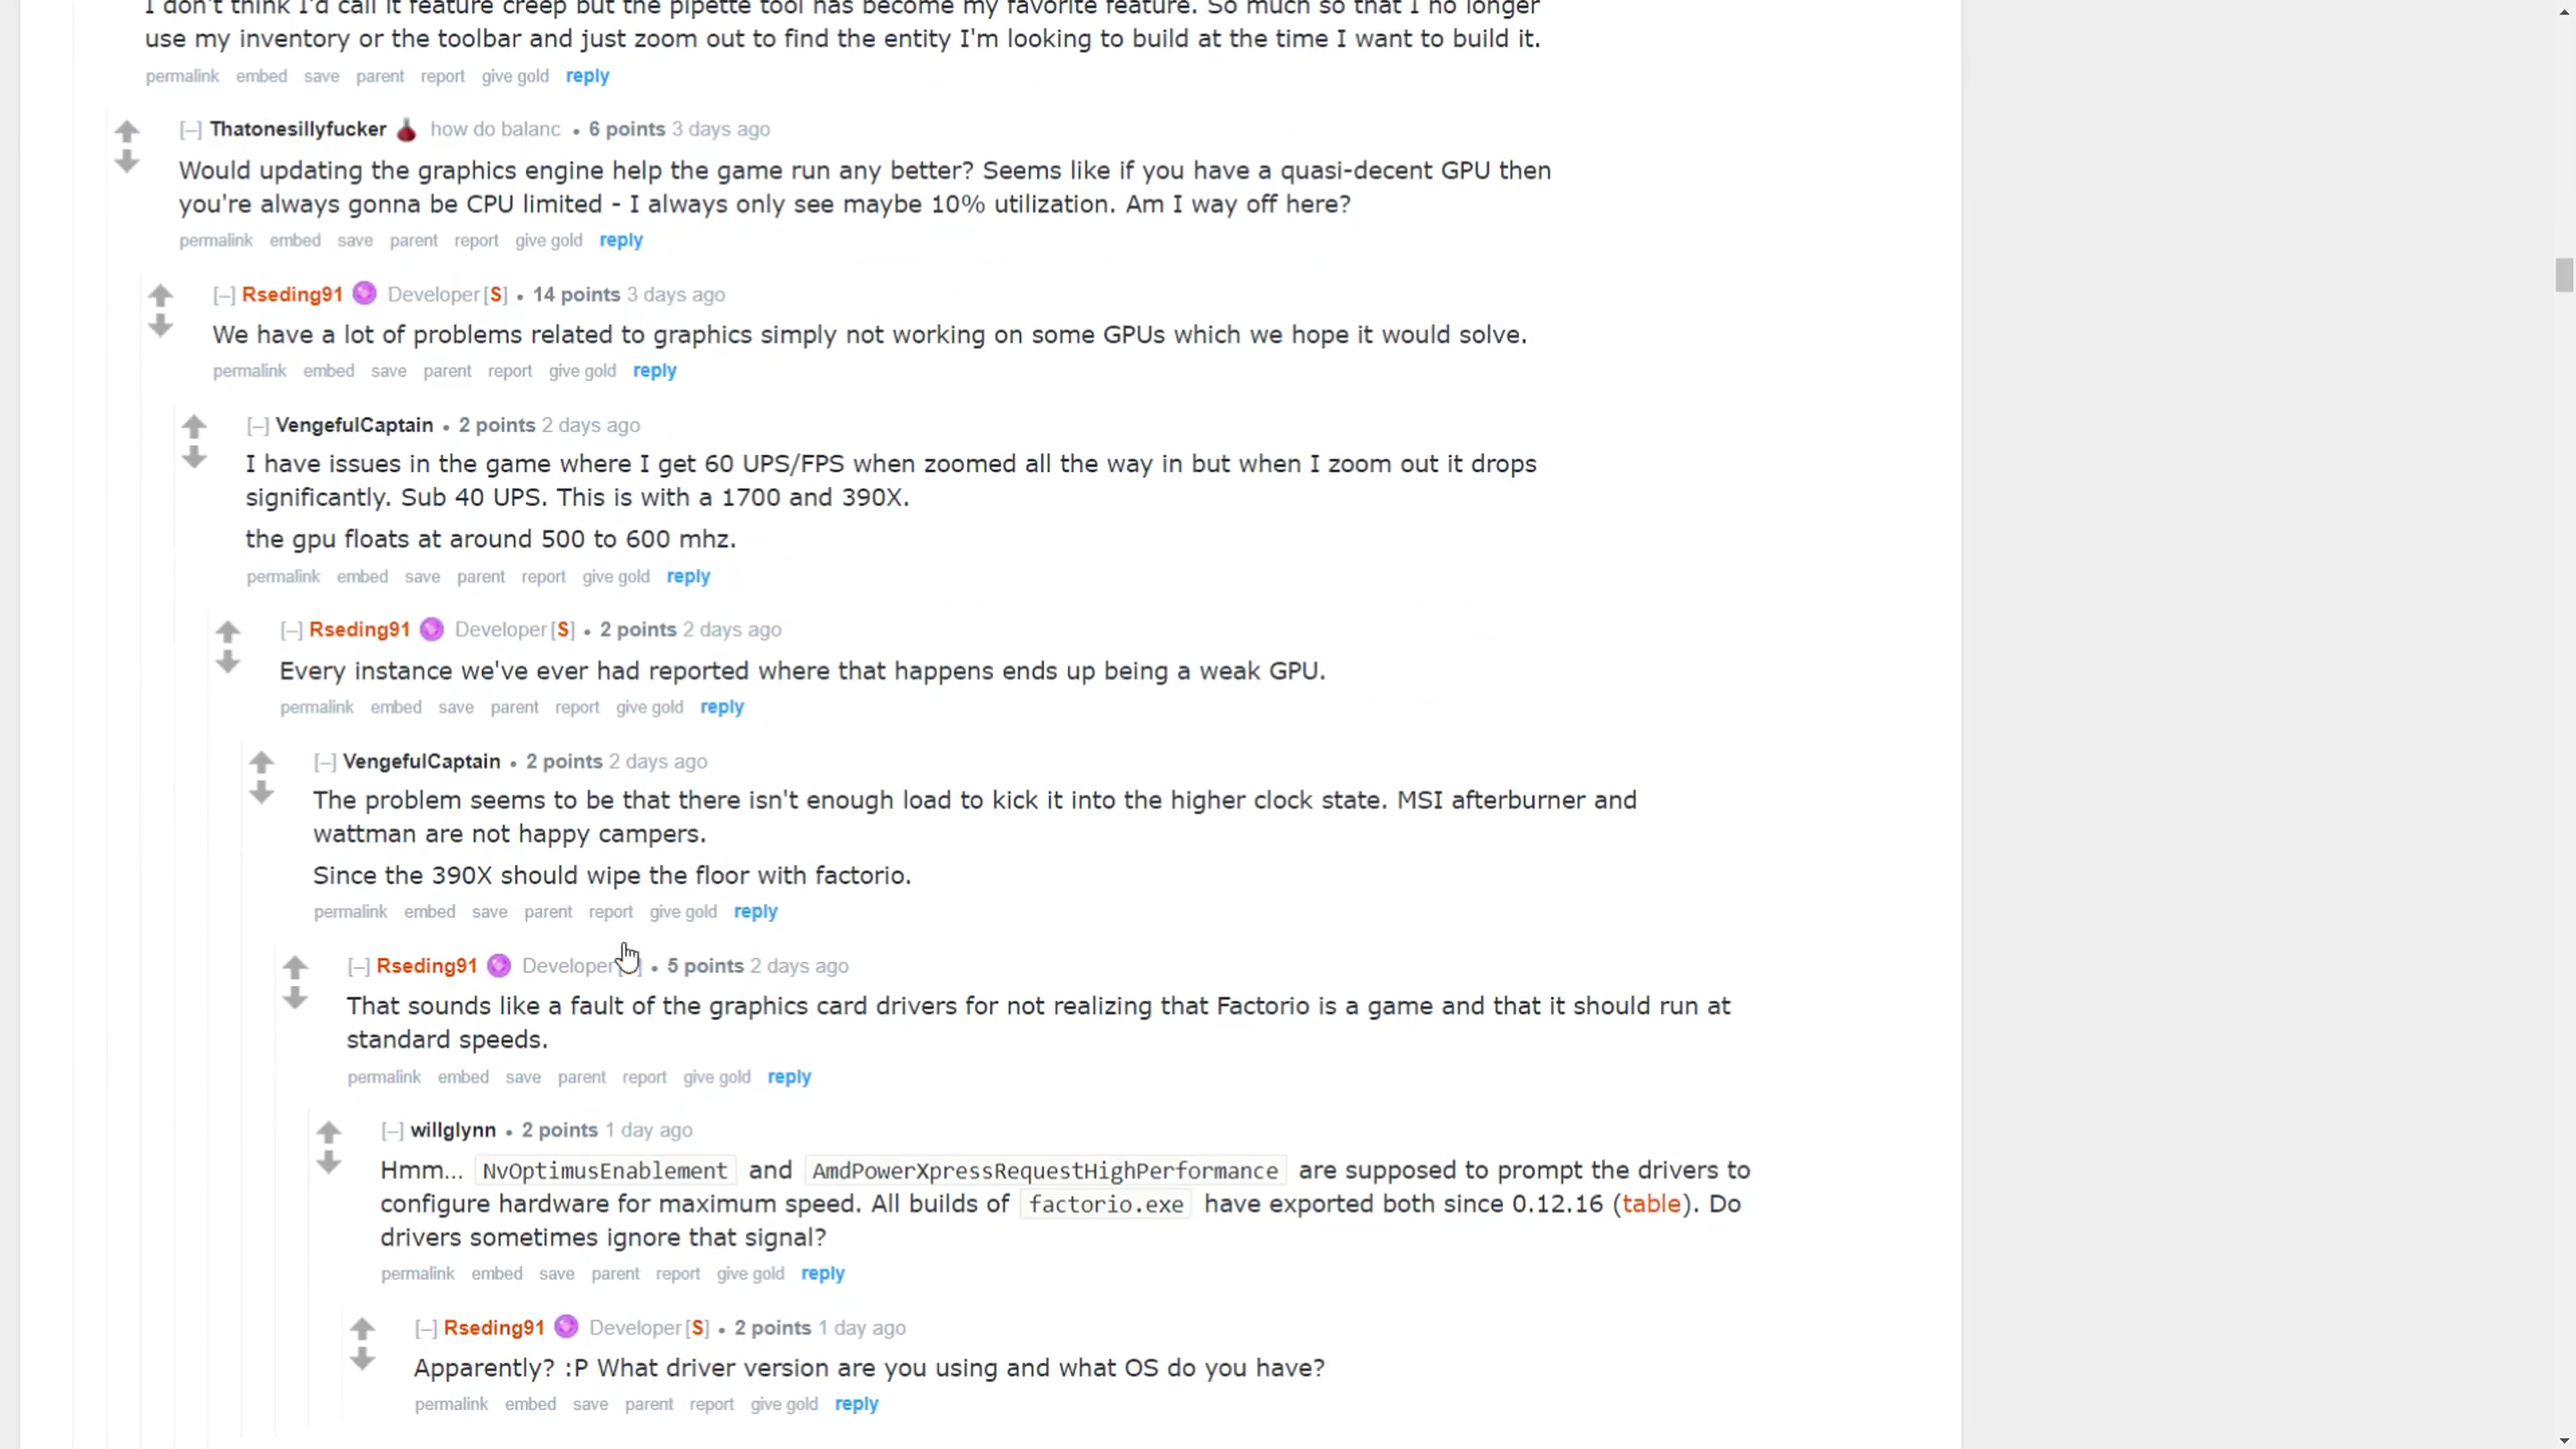 I don't think I'd call it feature creep but the pipette tool has become my favorite feature. So much so that I no longer
use my inventory or the toolbar and just zoom out to find the entity I'm looking to build at the time I want to build it.
permalink embed save parent report give gold reply
[–] Thatonesillyfucker how do balanc • 6 points 3 days ago
Would updating the graphics engine help the game run any better? Seems like if you have a quasi-decent GPU then
you're always gonna be CPU limited - I always only see maybe 10% utilization. Am I way off here?
permalink embed save parent report give gold reply
[–] Rseding91 Developer [S] • 14 points 3 days ago
We have a lot of problems related to graphics simply not working on some GPUs which we hope it would solve.
permalink embed save parent report give gold reply
[–] VengefulCaptain • 2 points 2 days ago
I have issues in the game where I get 60 UPS/FPS when zoomed all the way in but when I zoom out it drops
significantly. Sub 40 UPS. This is with a 1700 and 390X.
the gpu floats at around 500 to 600 mhz.
permalink embed save parent report give gold reply
[–] Rseding91 Developer [S] • 2 points 2 days ago
Every instance we've ever had reported where that happens ends up being a weak GPU.
permalink embed save parent report give gold reply
[–] VengefulCaptain • 2 points 2 days ago
The problem seems to be that there isn't enough load to kick it into the higher clock state. MSI afterburner and
wattman are not happy campers.
Since the 390X should wipe the floor with factorio.
permalink embed save parent report give gold reply
[–] Rseding91 Developer • 5 points 2 days ago
That sounds like a fault of the graphics card drivers for not realizing that Factorio is a game and that it should run at
standard speeds.
permalink embed save parent report give gold reply
[–] willglynn • 2 points 1 day ago
Hmm... NvOptimusEnablement and AmdPowerXpressRequestHighPerformance are supposed to prompt the drivers to
configure hardware for maximum speed. All builds of factorio.exe have exported both since 0.12.16 (table). Do
drivers sometimes ignore that signal?
permalink embed save parent report give gold reply
[–] Rseding91 Developer [S] • 2 points 1 day ago
Apparently? :P What driver version are you using and what OS do you have?
permalink embed save parent report give gold reply